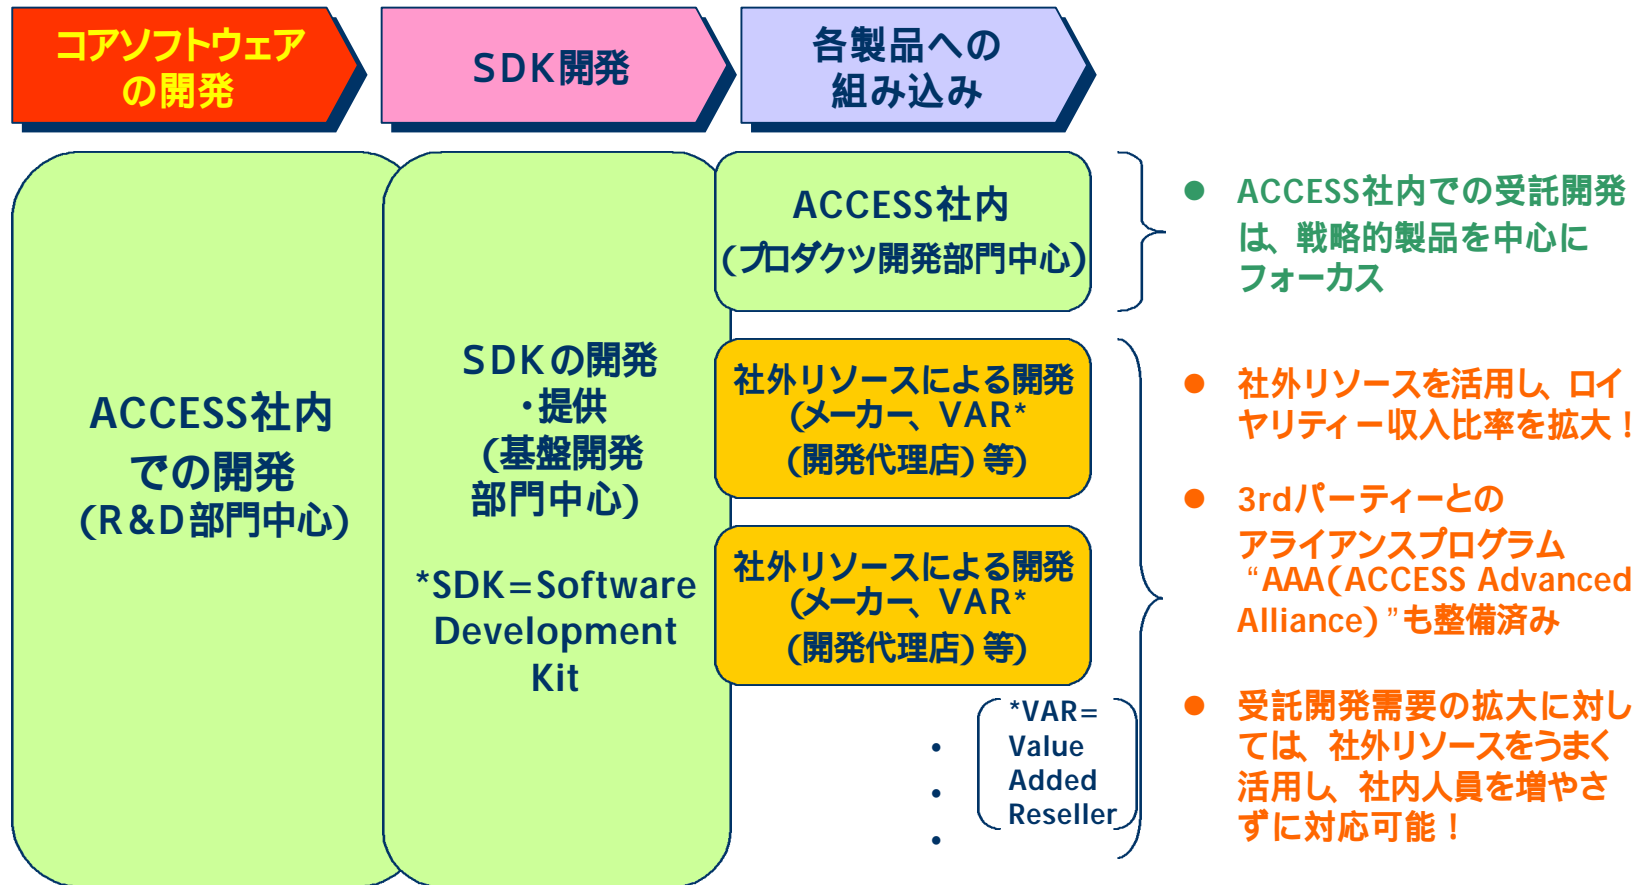 コアソフトウェア
の開発
SDK開発
各製品への
組み込み
ACCESS社内
での開発
(R&D部門中心)
SDKの開発
・提供
(基盤開発
部門中心)
*SDK=Software
Development
Kit
ACCESS社内
(プロダクツ開発部門中心)
社外リソースによる開発
(メーカー、VAR*
(開発代理店)等)
社外リソースによる開発
(メーカー、VAR*
(開発代理店)等)
*VAR=
Value
Added
Reseller
● ACCESS社内での受託開発
は、戦略的製品を中心に
フォーカス
● 社外リソースを活用し、ロイ
ヤリティー収入比率を拡大！
● 3rdパーティーとの
アライアンスプログラム
“AAA(ACCESS Advanced
Alliance)”も整備済み
● 受託開発需要の拡大に対し
ては、社外リソースをうまく
活用し、社内人員を増やさ
ずに対応可能！